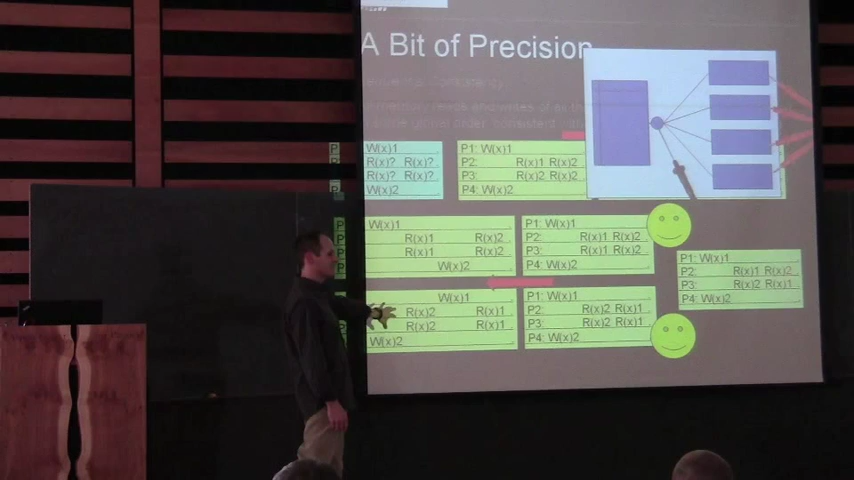 A Bit of Precision
Sequential Consistency
P
W(x)1
R(x)? R(x)?
R(x)? R(x)?
P W(x)2
P1: W(x)1
P2: R(x)1 R(x)2
P3: R(x)2 R(x)2
P4: W(x)2
P W(x)1
P R(x)1 R(x)2
P R(x)1 R(x)2
P W(x)2
P1: W(x)1
P2: R(x)1 R(x)2
P3: R(x)1 R(x)2
P4: W(x)2
P1: W(x)1
P2: R(x)1 R(x)2
P3: R(x)2 R(x)1
P4: W(x)2
W(x)1
R(x)2 R(x)1
R(x)2 R(x)1
W(x)2
P1: W(x)1
P2: R(x)2 R(x)1
P3: R(x)2 R(x)1
P4: W(x)2